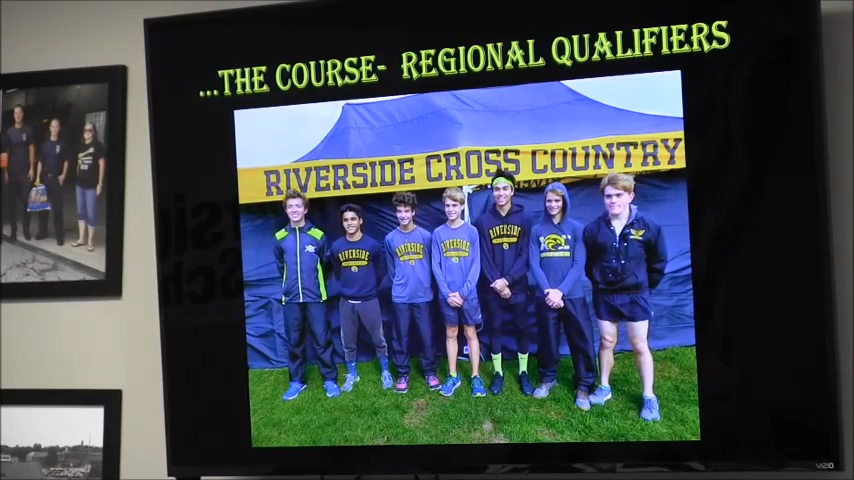 ...THE COURSE- REGIONAL QUALIFIERS
RIVERSIDE CROSS COUNTRY
RIVERSIDE
RIVERSIDE
RIVERSIDE
RIVERSIDE
VIZIO